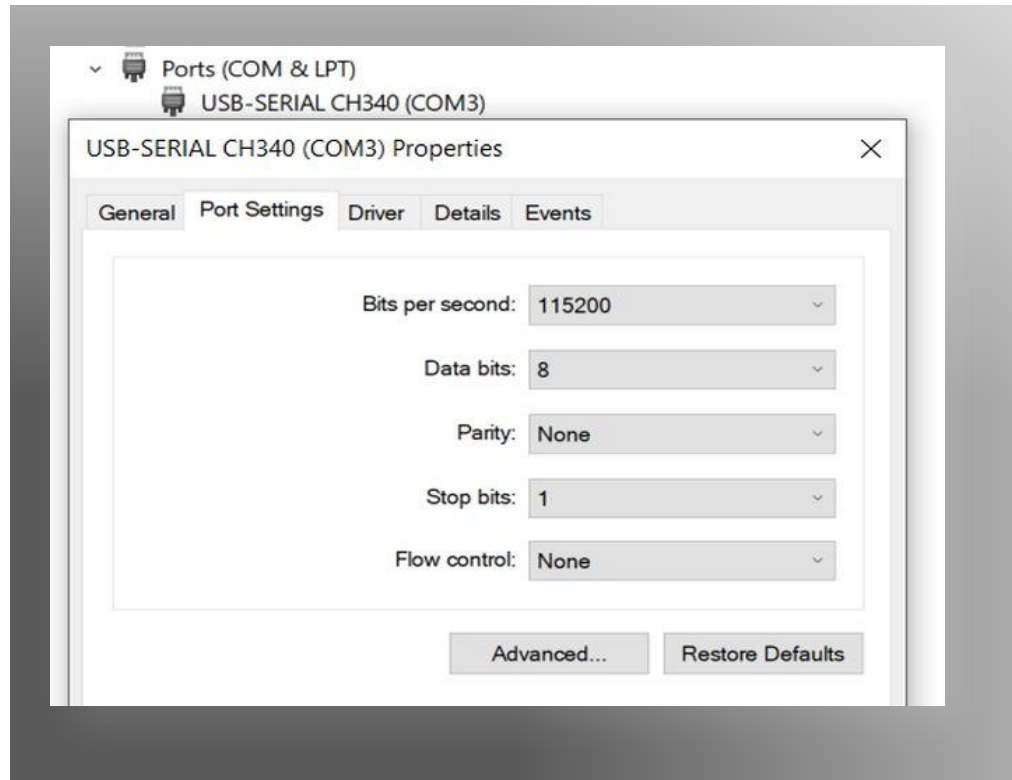 Ports (COM & LPT)
USB-SERIAL CH340 (COM3)
USB-SERIAL CH340 (COM3) Properties
General Port Settings Driver Details Events
Bits per second: 115200
Data bits: 8
Parity: None
Stop bits: 1
Flow control: None
Advanced... Restore Defaults